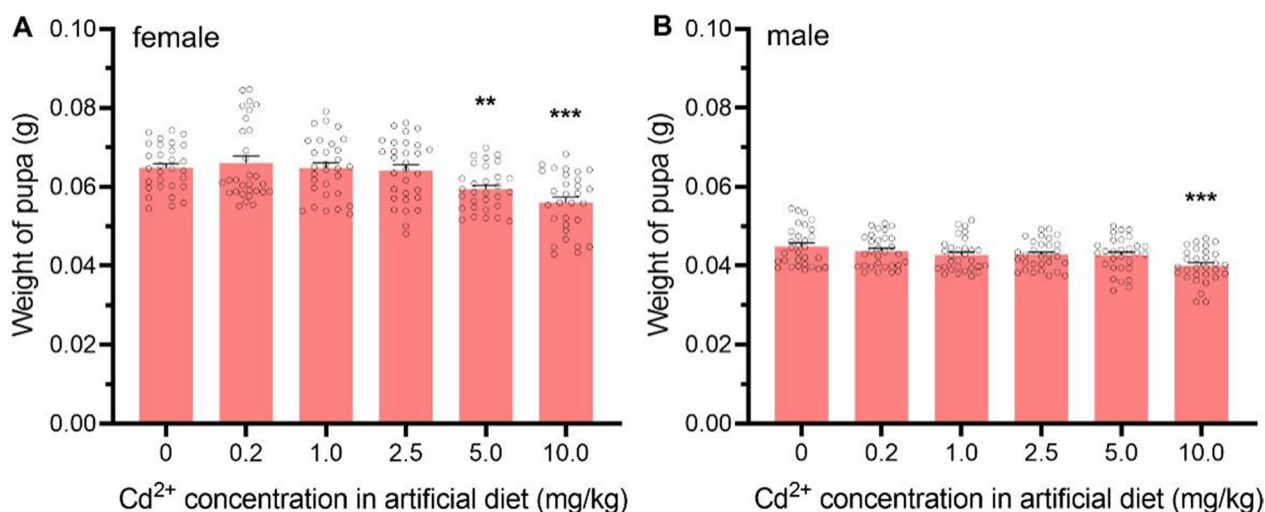 A
female
Weight of pupa (g)
0.10
0.08
0.06
0.04
0.02
0.00
**
***
0 0.2 1.0 2.5 5.0 10.0
Cd²⁺ concentration in artificial diet (mg/kg)
B
male
Weight of pupa (g)
0.10
0.08
0.06
0.04
0.02
0.00
***
0 0.2 1.0 2.5 5.0 10.0
Cd²⁺ concentration in artificial diet (mg/kg)